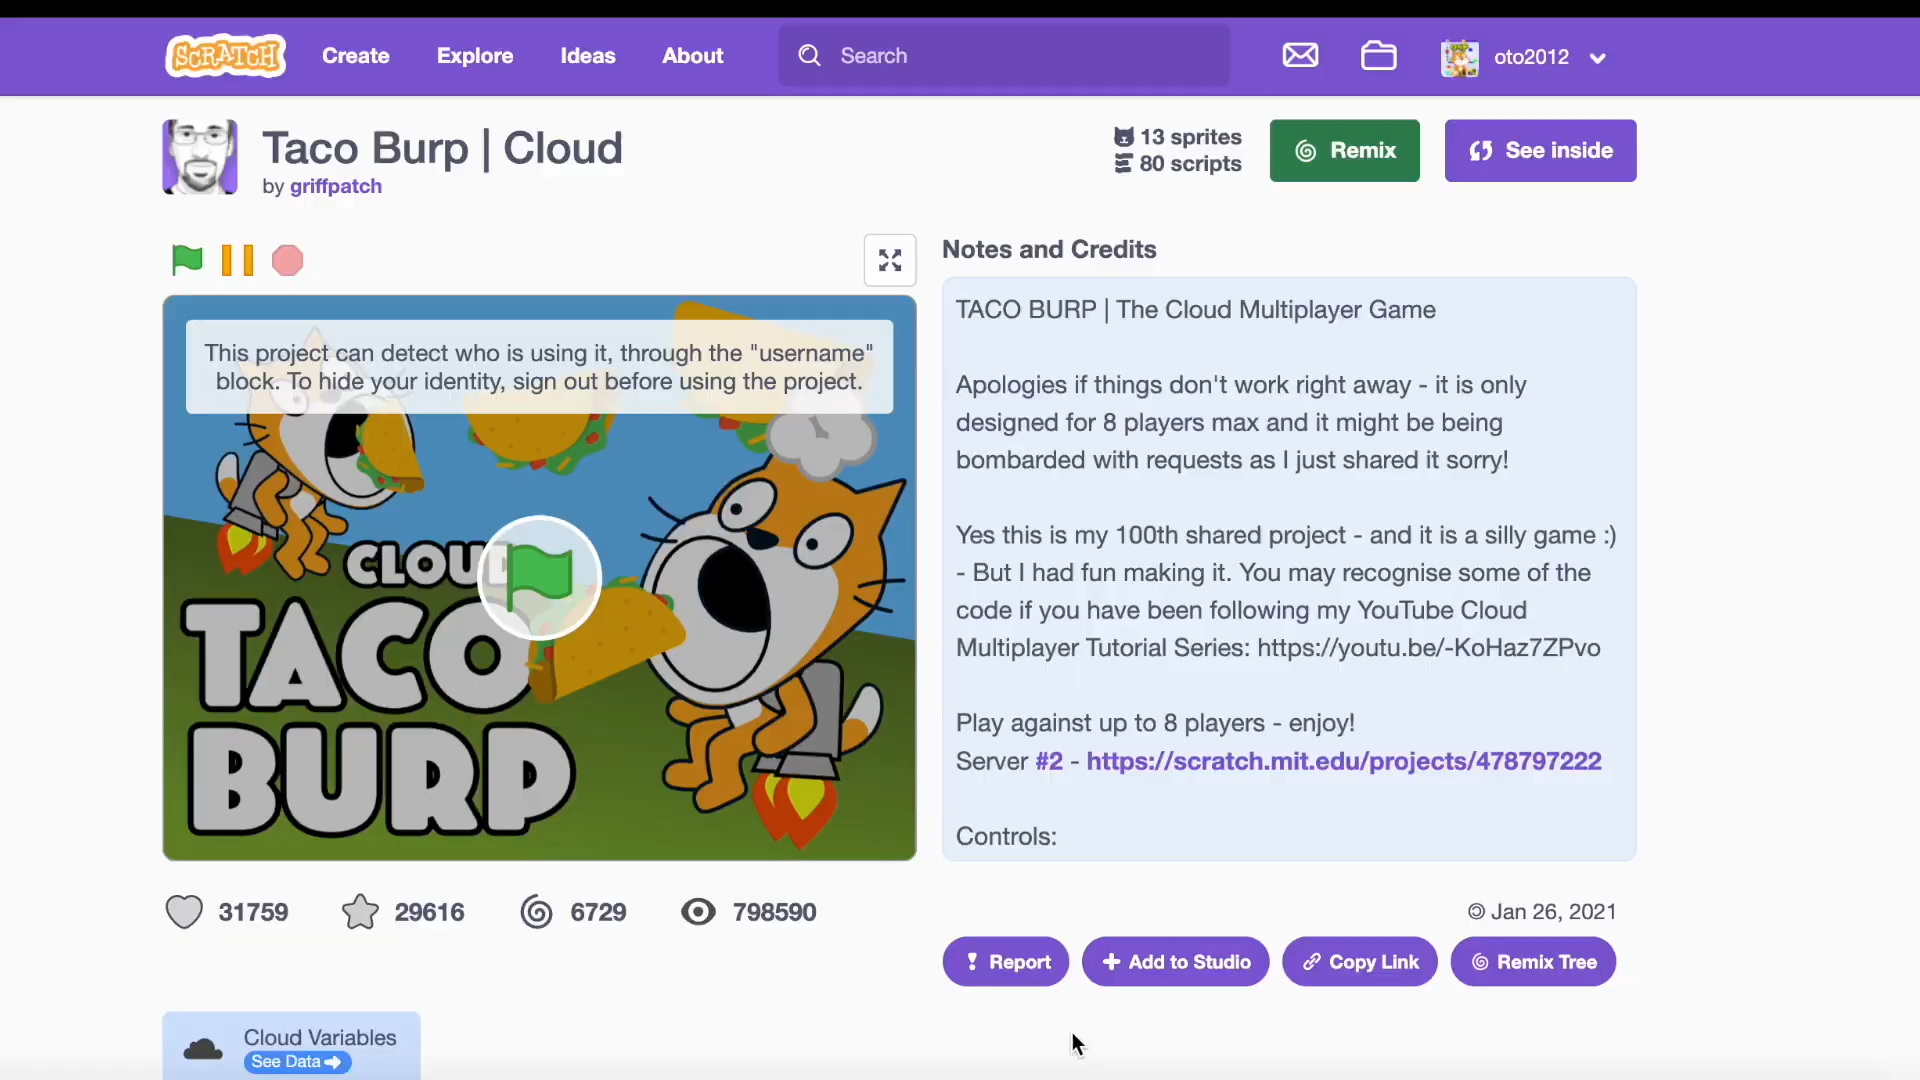 SCRATCH
Create
Explore
Ideas
About
Search
oto2012
Taco Burp | Cloud
by griffpatch
13 sprites
80 scripts
Remix
See inside
Notes and Credits
This project can detect who is using it, through the "username"
block. To hide your identity, sign out before using the project.
CLOU
TACO
BURP
TACO BURP | The Cloud Multiplayer Game
Apologies if things don't work right away - it is only
designed for 8 players max and it might be being
bombarded with requests as I just shared it sorry!
Yes this is my 100th shared project - and it is a silly game :)
- But I had fun making it. You may recognise some of the
code if you have been following my YouTube Cloud
Multiplayer Tutorial Series: https://youtu.be/-KoHaz7ZPvo
Play against up to 8 players - enjoy!
Server #2 - https://scratch.mit.edu/projects/478797222
Controls:
31759
29616
6729
798590
Jan 26, 2021
Report
Add to Studio
Copy Link
Remix Tree
Cloud Variables
See Data